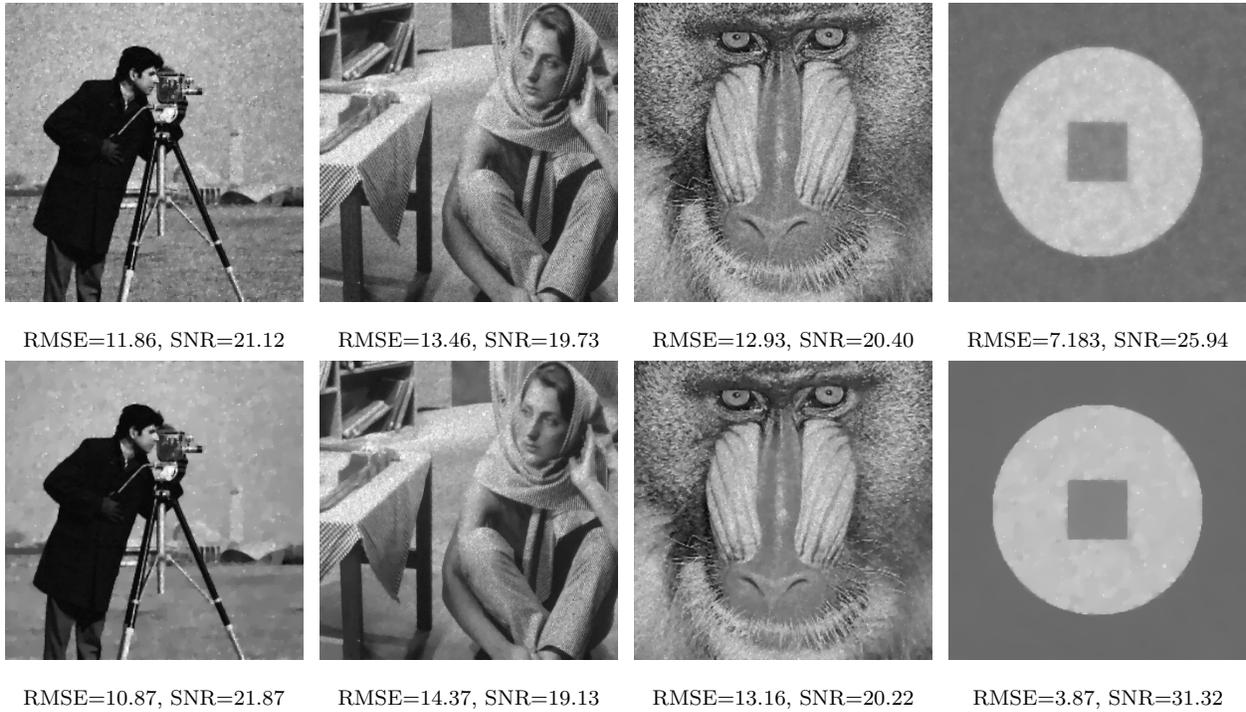 RMSE=11.86, SNR=21.12 RMSE=13.46, SNR=19.73 RMSE=12.93, SNR=20.40 RMSE=7.183, SNR=25.94
RMSE=10.87, SNR=21.87 RMSE=14.37, SNR=19.13 RMSE=13.16, SNR=20.22 RMSE=3.87, SNR=31.32